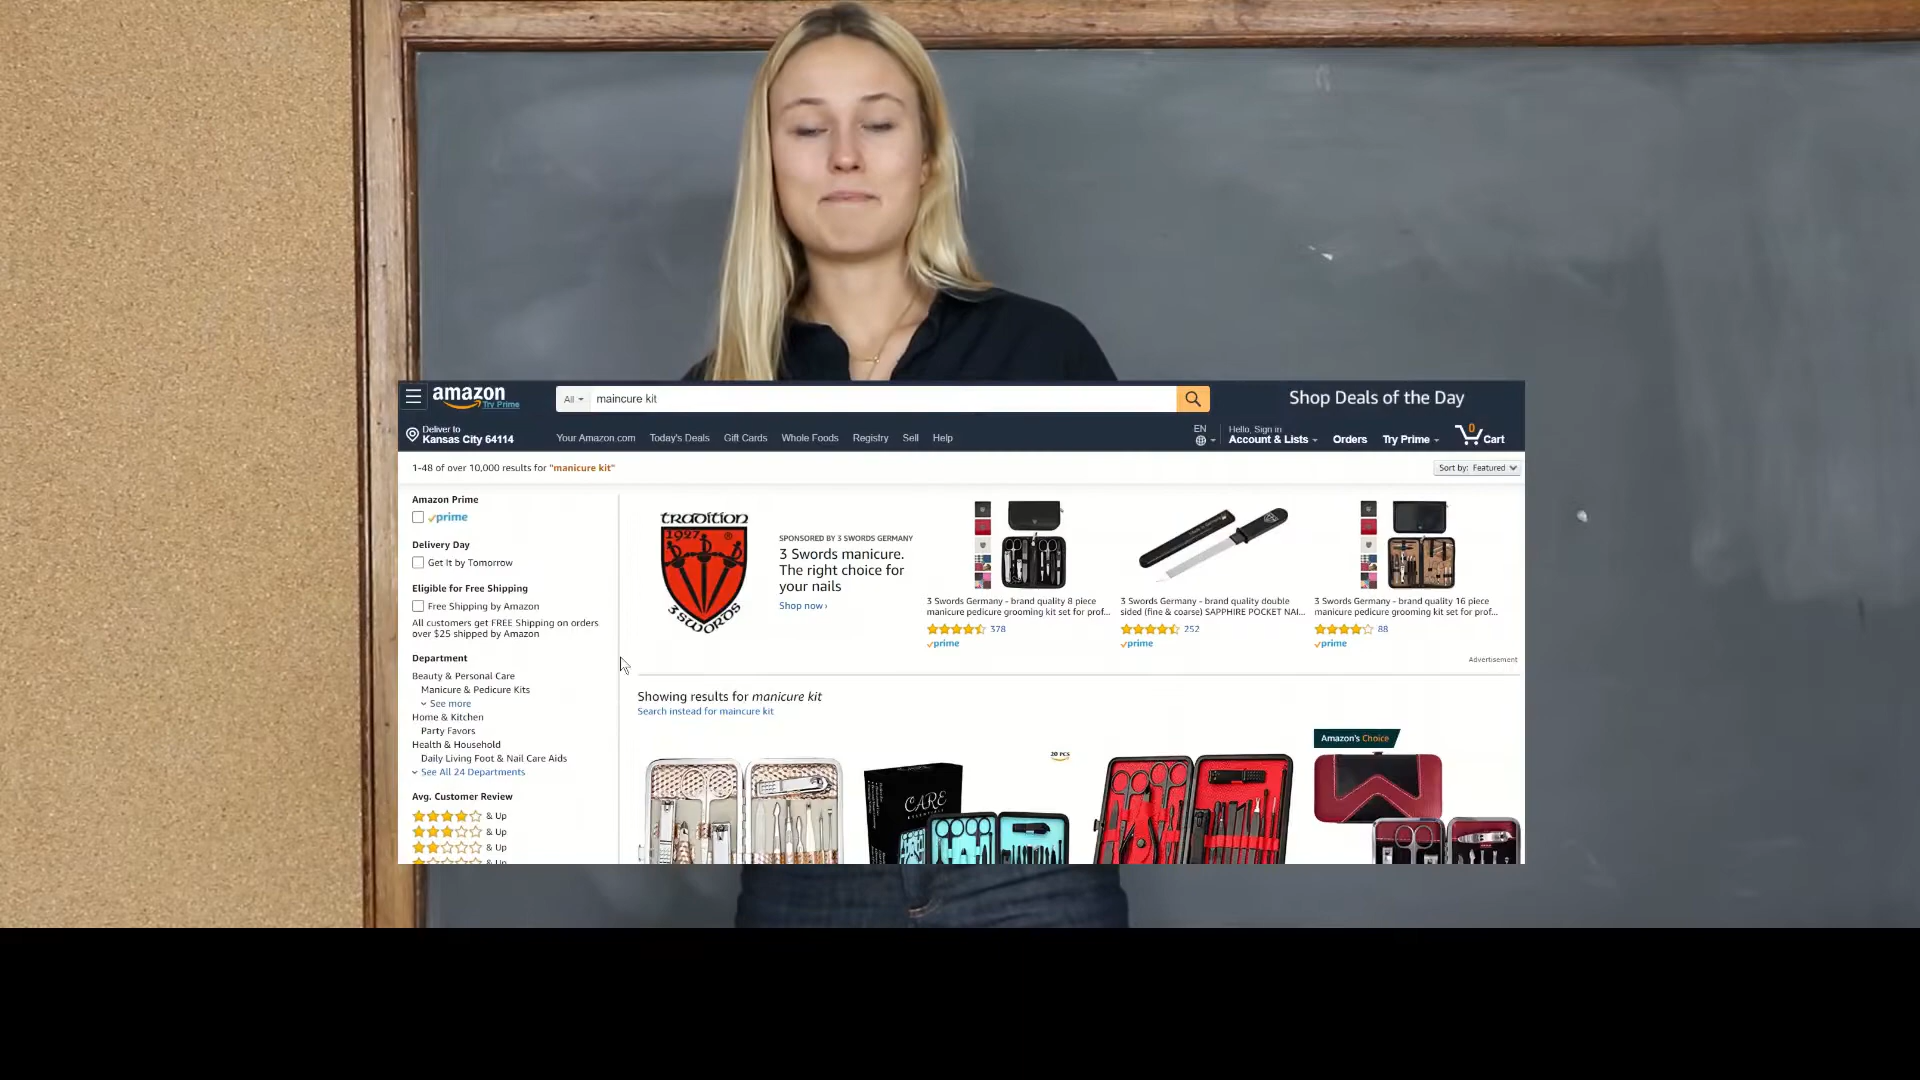 amazon
Try Prime
All
maincure kit
Shop Deals of the Day
Deliver to
Kansas City 64114
Your Amazon.com Today's Deals Gift Cards Whole Foods Registry Sell Help
EN
Hello, Sign in
Account & Lists
Orders
Try Prime
0
Cart
1-48 of over 10,000 results for "manicure kit"
Sort by: Featured
Amazon Prime
prime
Delivery Day
Get It by Tomorrow
Eligible for Free Shipping
Free Shipping by Amazon
All customers get FREE Shipping on orders
over $25 shipped by Amazon
Department
Beauty & Personal Care
Manicure & Pedicure Kits
See more
Home & Kitchen
Party Favors
Health & Household
Daily Living Foot & Nail Care Aids
See All 24 Departments
Avg. Customer Review
& Up
& Up
& Up
& Up
tradition
1927
®
3 SWORDS
SPONSORED BY 3 SWORDS GERMANY
3 Swords manicure.
The right choice for
your nails
Shop now ›
3 Swords Germany - brand quality 8 piece
manicure pedicure grooming kit set for prof...
378
prime
3 Swords Germany - brand quality double
sided (fine & coarse) SAPPHIRE POCKET NAI...
252
prime
3 Swords Germany - brand quality 16 piece
manicure pedicure grooming kit set for prof...
88
prime
Advertisement
Showing results for manicure kit
Search instead for maincure kit
20 PCS
CARE
Amazon's Choice